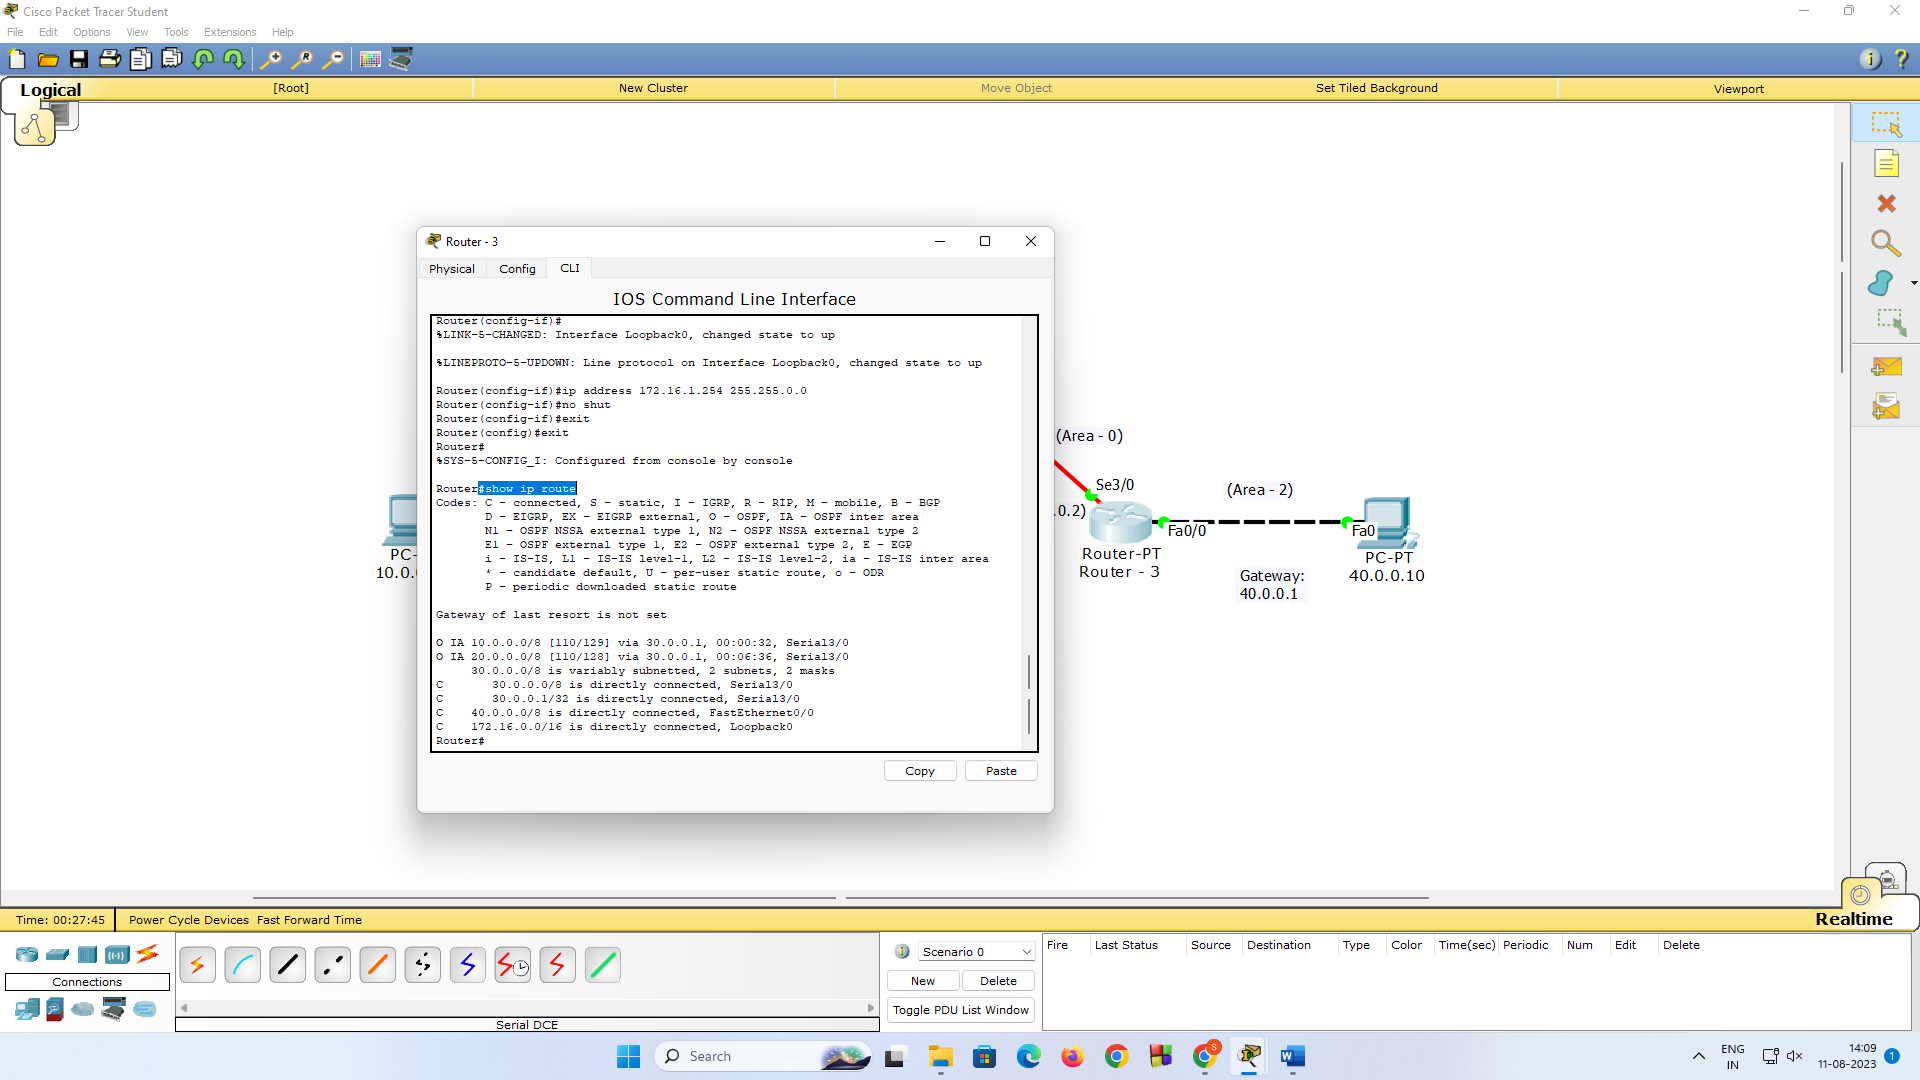 Cisco Packet Tracer Student
File Edit Options View Tools Extensions Help
Logical [Root] New Cluster Move Object Set Tiled Background Viewport
Router - 3
Physical Config CLI
IOS Command Line Interface
Router(config-if)#
%LINK-5-CHANGED: Interface Loopback0, changed state to up
%LINEPROTO-5-UPDOWN: Line protocol on Interface Loopback0, changed state to up
Router(config-if)#ip address 172.16.1.254 255.255.0.0
Router(config-if)#no shut
Router(config-if)#exit
Router(config)#exit
Router#
%SYS-5-CONFIG_I: Configured from console by console
Router#show ip route
Codes: C - connected, S - static, I - IGRP, R - RIP, M - mobile, B - BGP
D - EIGRP, EX - EIGRP external, O - OSPF, IA - OSPF inter area
N1 - OSPF NSSA external type 1, N2 - OSPF NSSA external type 2
E1 - OSPF external type 1, E2 - OSPF external type 2, E - EGP
i - IS-IS, L1 - IS-IS level-1, L2 - IS-IS level-2, ia - IS-IS inter area
* - candidate default, U - per-user static route, o - ODR
P - periodic downloaded static route
Gateway of last resort is not set
O IA 10.0.0.0/8 [110/129] via 30.0.0.1, 00:00:32, Serial3/0
O IA 20.0.0.0/8 [110/128] via 30.0.0.1, 00:06:36, Serial3/0
30.0.0.0/8 is variably subnetted, 2 subnets, 2 masks
C 30.0.0.0/8 is directly connected, Serial3/0
C 30.0.0.1/32 is directly connected, Serial3/0
C 40.0.0.0/8 is directly connected, FastEthernet0/0
C 172.16.0.0/16 is directly connected, Loopback0
Router#
Copy Paste
PC-
10.0.
(Area - 0)
Se3/0
.0.2)
Fa0/0
Router-PT
Router - 3
(Area - 2)
Fa0
PC-PT
40.0.0.10
Gateway:
40.0.0.1
Time: 00:27:45 Power Cycle Devices Fast Forward Time
Realtime
Connections
Serial DCE
Scenario 0
New Delete
Toggle PDU List Window
Fire Last Status Source Destination Type Color Time(sec) Periodic Num Edit Delete
Search
ENG
IN
14:09
11-08-2023
1